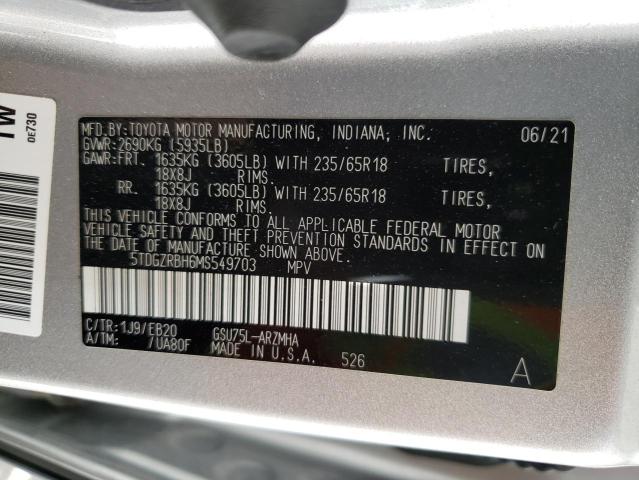 1W
0E730
MFD.BY:TOYOTA MOTOR MANUFACTURING, INDIANA, INC. 06/21
GVWR:2690KG (5935LB)
GAWR:FRT. 1635KG (3605LB) WITH 235/65R18 TIRES,
18X8J RIMS.
RR. 1635KG (3605LB) WITH 235/65R18 TIRES,
18X8J RIMS.
THIS VEHICLE CONFORMS TO ALL APPLICABLE FEDERAL MOTOR
VEHICLE SAFETY AND THEFT PREVENTION STANDARDS IN EFFECT ON
THE DATE OF MANUFACTURE SHOWN ABOVE.
5TDGZRBH6MS549703 MPV
C/TR:1J9/EB20 GSU75L-ARZMHA
A/TM: /UA80F MADE IN U.S.A. 526
A